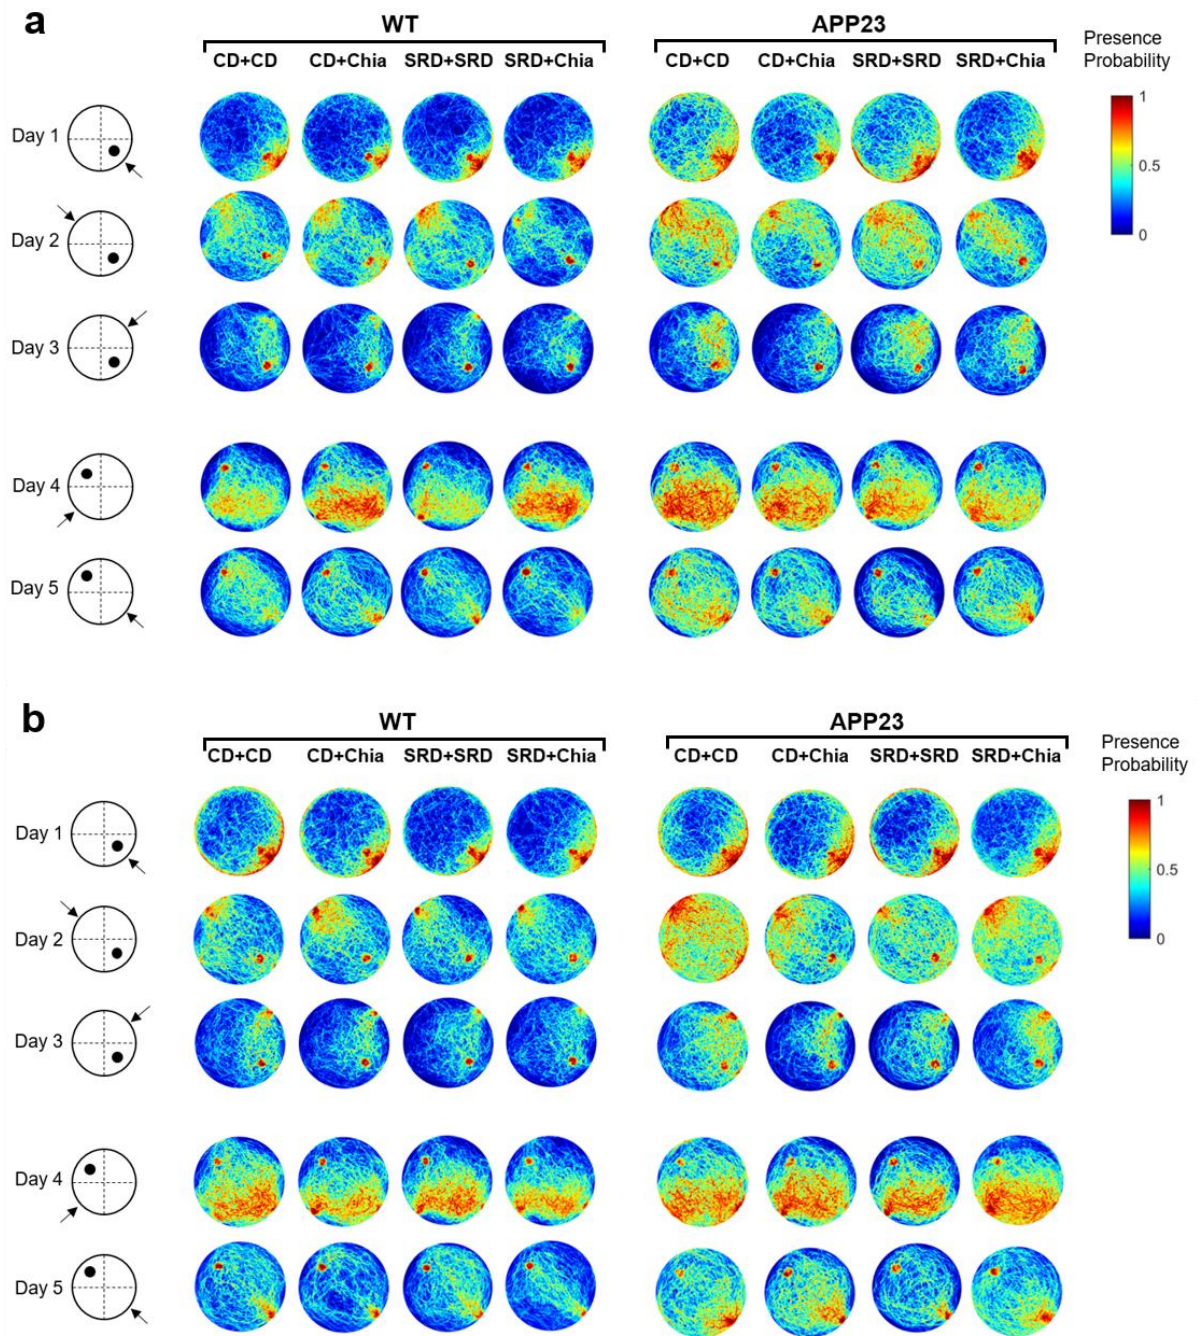 a
WT APP23
CD+CD CD+Chia SRD+SRD SRD+Chia CD+CD CD+Chia SRD+SRD SRD+Chia
Presence
Probability
1
0.5
0
Day 1
Day 2
Day 3
Day 4
Day 5
b
WT APP23
CD+CD CD+Chia SRD+SRD SRD+Chia CD+CD CD+Chia SRD+SRD SRD+Chia
Presence
Probability
1
0.5
0
Day 1
Day 2
Day 3
Day 4
Day 5